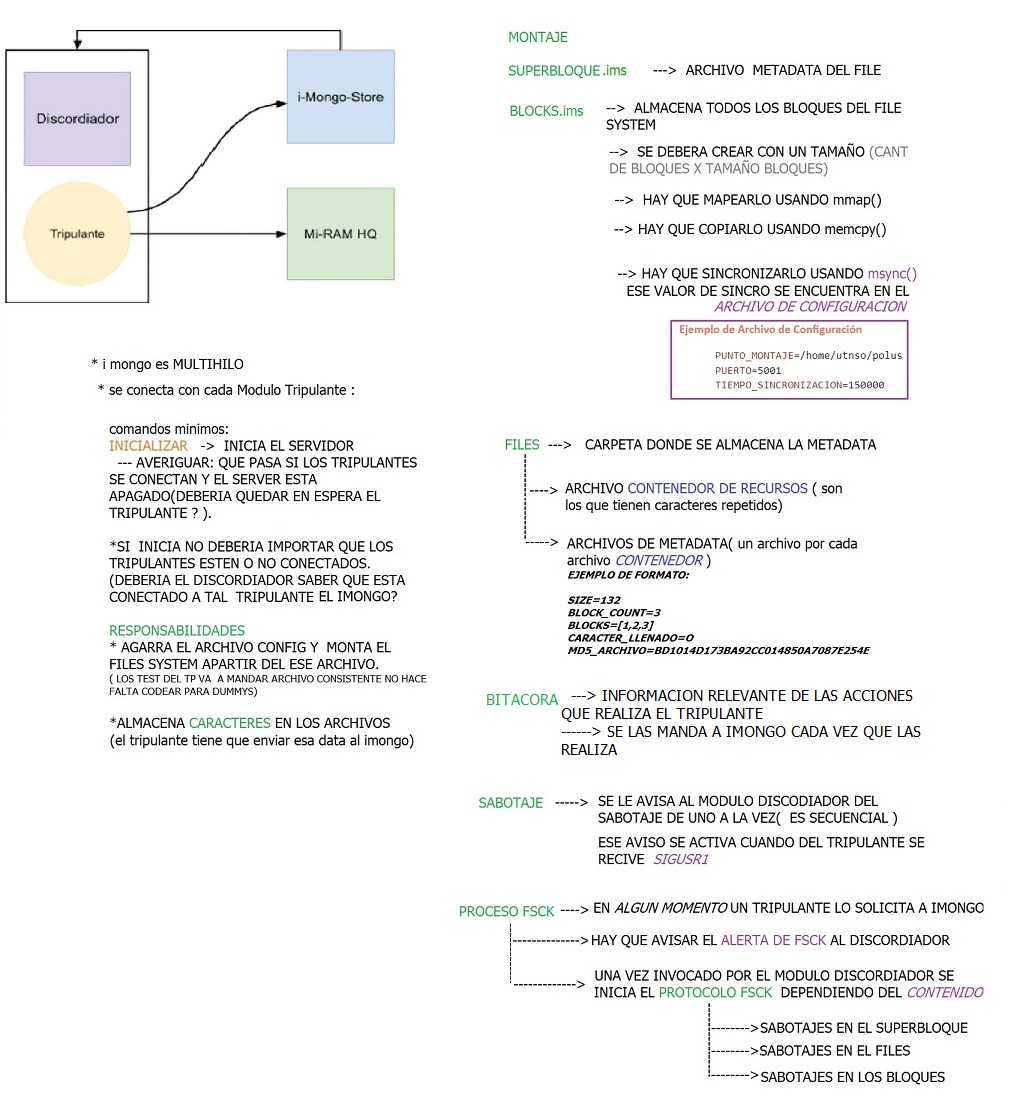 Discordiador
i-Mongo-Store
Tripulante
Mi-RAM HQ
* i mongo es MULTIHILO
* se conecta con cada Modulo Tripulante :
comandos minimos:
INICIALIZAR -> INICIA EL SERVIDOR
--- AVERIGUAR: QUE PASA SI LOS TRIPULANTES
SE CONECTAN Y EL SERVER ESTA
APAGADO(DEBERIA QUEDAR EN ESPERA EL
TRIPULANTE ? ).
*SI INICIA NO DEBERIA IMPORTAR QUE LOS
TRIPULANTES ESTEN O NO CONECTADOS.
(DEBERIA EL DISCORDIADOR SABER QUE ESTA
CONECTADO A TAL TRIPULANTE EL IMONGO?
RESPONSABILIDADES
* AGARRA EL ARCHIVO CONFIG Y MONTA EL
FILES SYSTEM APARTIR DEL ESE ARCHIVO.
( LOS TEST DEL TP VA A MANDAR ARCHIVO CONSISTENTE NO HACE
FALTA CODEAR PARA DUMMYS)
*ALMACENA CARACTERES EN LOS ARCHIVOS
(el tripulante tiene que enviar esa data al imongo)
MONTAJE
SUPERBLOQUE.ims ---> ARCHIVO METADATA DEL FILE
BLOCKS.ims --> ALMACENA TODOS LOS BLOQUES DEL FILE
SYSTEM
--> SE DEBERA CREAR CON UN TAMAÑO (CANT
DE BLOQUES X TAMAÑO BLOQUES)
--> HAY QUE MAPEARLO USANDO mmap()
--> HAY QUE COPIARLO USANDO memcpy()
--> HAY QUE SINCRONIZARLO USANDO msync()
ESE VALOR DE SINCRO SE ENCUENTRA EN EL
ARCHIVO DE CONFIGURACION
Ejemplo de Archivo de Configuración
PUNTO_MONTAJE=/home/utnso/polus
PUERTO=5001
TIEMPO_SINCRONIZACION=150000
FILES ---> CARPETA DONDE SE ALMACENA LA METADATA
----> ARCHIVO CONTENEDOR DE RECURSOS ( son
los que tienen caracteres repetidos)
-----> ARCHIVOS DE METADATA( un archivo por cada
archivo CONTENEDOR )
EJEMPLO DE FORMATO:
SIZE=132
BLOCK_COUNT=3
BLOCKS=[1,2,3]
CARACTER_LLENADO=O
MD5_ARCHIVO=BD1014D173BA92CC014850A7087E254E
BITACORA ---> INFORMACION RELEVANTE DE LAS ACCIONES
QUE REALIZA EL TRIPULANTE
------> SE LAS MANDA A IMONGO CADA VEZ QUE LAS
REALIZA
SABOTAJE -----> SE LE AVISA AL MODULO DISCODIADOR DEL
SABOTAJE DE UNO A LA VEZ( ES SECUENCIAL )
ESE AVISO SE ACTIVA CUANDO DEL TRIPULANTE SE
RECIVE SIGUSR1
PROCESO FSCK ----> EN ALGUN MOMENTO UN TRIPULANTE LO SOLICITA A IMONGO
-------------> HAY QUE AVISAR EL ALERTA DE FSCK AL DISCORDIADOR
-------------> UNA VEZ INVOCADO POR EL MODULO DISCORDIADOR SE
INICIA EL PROTOCOLO FSCK DEPENDIENDO DEL CONTENIDO
-------->SABOTAJES EN EL SUPERBLOQUE
-------->SABOTAJES EN EL FILES
-------->SABOTAJES EN LOS BLOQUES